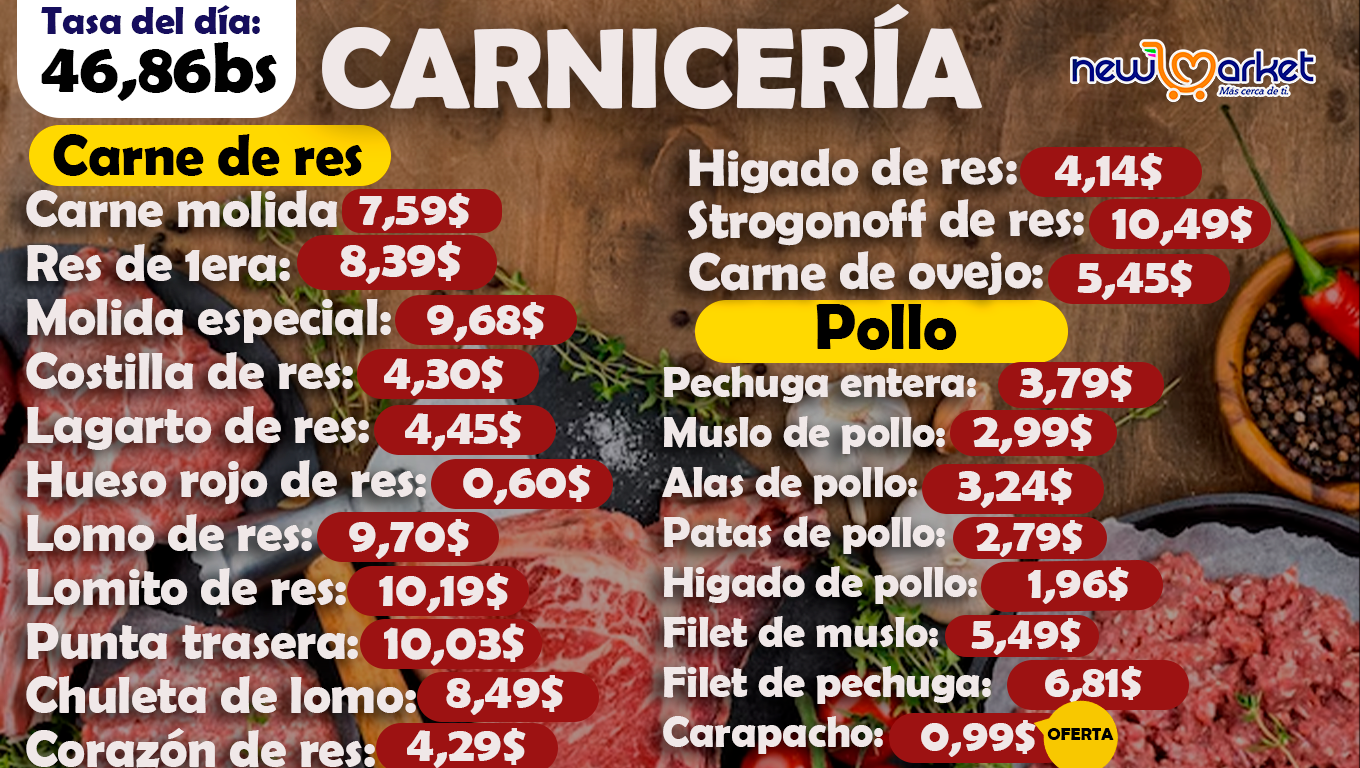 Tasa del día:
46,86bs
CARNICERÍA
new market
Más cerca de ti.
Carne de res
Carne molida 7,59$
Res de 1era: 8,39$
Molida especial: 9,68$
Costilla de res: 4,30$
Lagarto de res: 4,45$
Hueso rojo de res: 0,60$
Lomo de res: 9,70$
Lomito de res: 10,19$
Punta trasera: 10,03$
Chuleta de lomo: 8,49$
Corazón de res: 4,29$
Higado de res: 4,14$
Strogonoff de res: 10,49$
Carne de ovejo: 5,45$
Pollo
Pechuga entera: 3,79$
Muslo de pollo: 2,99$
Alas de pollo: 3,24$
Patas de pollo: 2,79$
Higado de pollo: 1,96$
Filet de muslo: 5,49$
Filet de pechuga: 6,81$
Carapacho: 0,99$ OFERTA